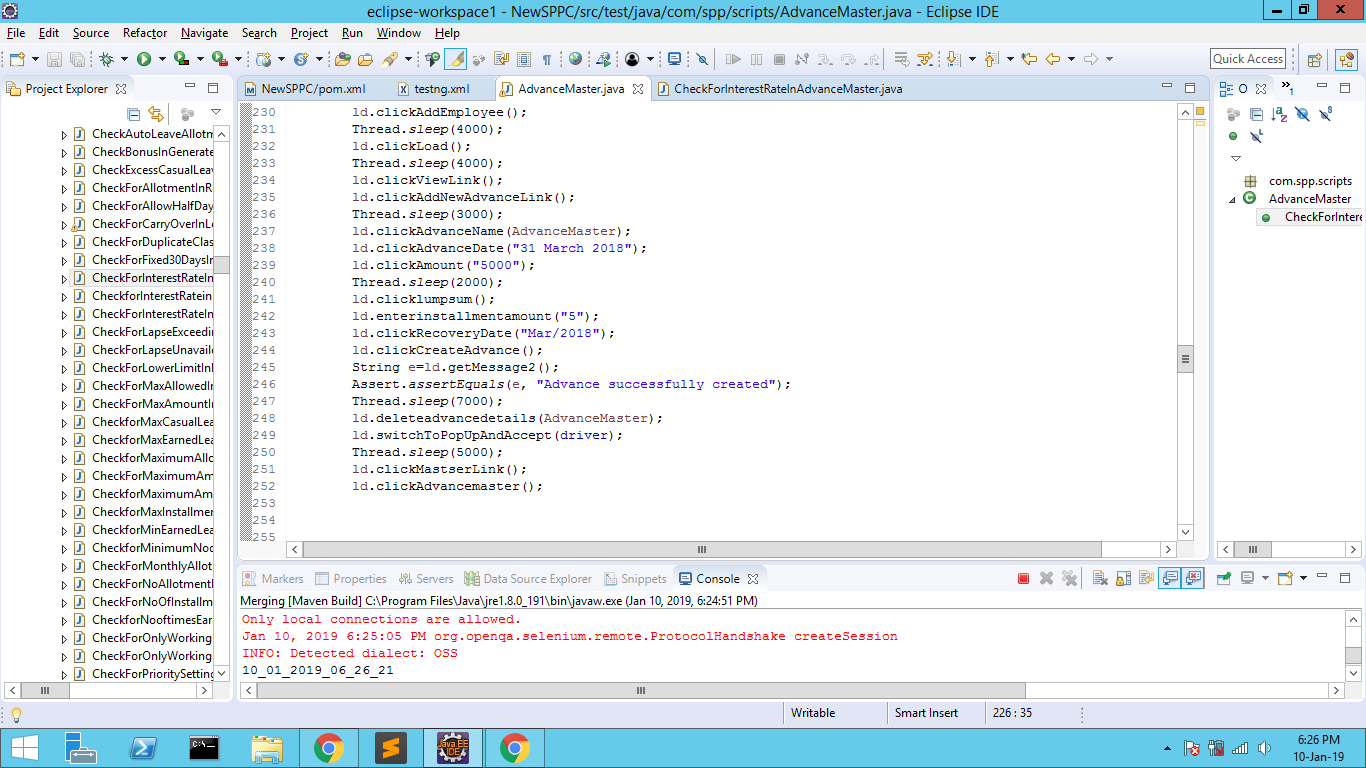 eclipse-workspace1 - NewSPPC/src/test/java/com/spp/scripts/AdvanceMaster.java - Eclipse IDE
File Edit Source Refactor Navigate Search Project Run Window Help
Quick Access
Project Explorer
NewSPPC/pom.xml testng.xml AdvanceMaster.java CheckForInterestRateInAdvanceMaster.java
O
CheckAutoLeaveAllotm
CheckBonusInGenerate
CheckExcessCasualLeav
CheckForAllotmentInR
CheckForAllowHalfDay
CheckForCarryOverInLe
CheckForDuplicateClas
CheckForFixed30DaysIn
CheckForInterestRateIn
CheckforInterestRatein
CheckForInterestRateIn
CheckForLapseExceedin
CheckForLapseUnavaile
CheckForLowerLimitInI
CheckForMaxAllowedIn
CheckForMaxAmountIn
CheckforMaxCasualLea
CheckforMaxEarnedLea
CheckforMaximumAllo
CheckForMaximumAm
CheckforMaximumAm
CheckforMaxInstallmen
CheckforMinEarnedLea
CheckforMinimumNoo
CheckforMonthlyAllot
CheckforNoAllotmentI
CheckforNoOfInstallm
CheckforNooftimesEar
CheckForOnlyWorking
CheckForOnlyWorking
CheckForPrioritySetting
230 ld.clickAddEmployee();
231 Thread.sleep(4000);
232 ld.clickLoad();
233 Thread.sleep(4000);
234 ld.clickViewLink();
235 ld.clickAddNewAdvanceLink();
236 Thread.sleep(3000);
237 ld.clickAdvanceName(AdvanceMaster);
238 ld.clickAdvanceDate("31 March 2018");
239 ld.clickAmount("5000");
240 Thread.sleep(2000);
241 ld.clicklumpsum();
242 ld.enterinstallmentamount("5");
243 ld.clickRecoveryDate("Mar/2018");
244 ld.clickCreateAdvance();
245 String e=ld.getMessage2();
246 Assert.assertEquals(e, "Advance successfully created");
247 Thread.sleep(7000);
248 ld.deleteadvancedetails(AdvanceMaster);
249 ld.switchToPopUpAndAccept(driver);
250 Thread.sleep(5000);
251 ld.clickMastserLink();
252 ld.clickAdvancemaster();
253
254
255
com.spp.scripts
AdvanceMaster
CheckForIntere
Markers Properties Servers Data Source Explorer Snippets Console
Merging [Maven Build] C:\Program Files\Java\jre1.8.0_191\bin\javaw.exe (Jan 10, 2019, 6:24:51 PM)
Only local connections are allowed.
Jan 10, 2019 6:25:05 PM org.openqa.selenium.remote.ProtocolHandshake createSession
INFO: Detected dialect: OSS
10_01_2019_06_26_21
Writable Smart Insert 226 : 35
Java EE
IDE
6:26 PM
10-Jan-19